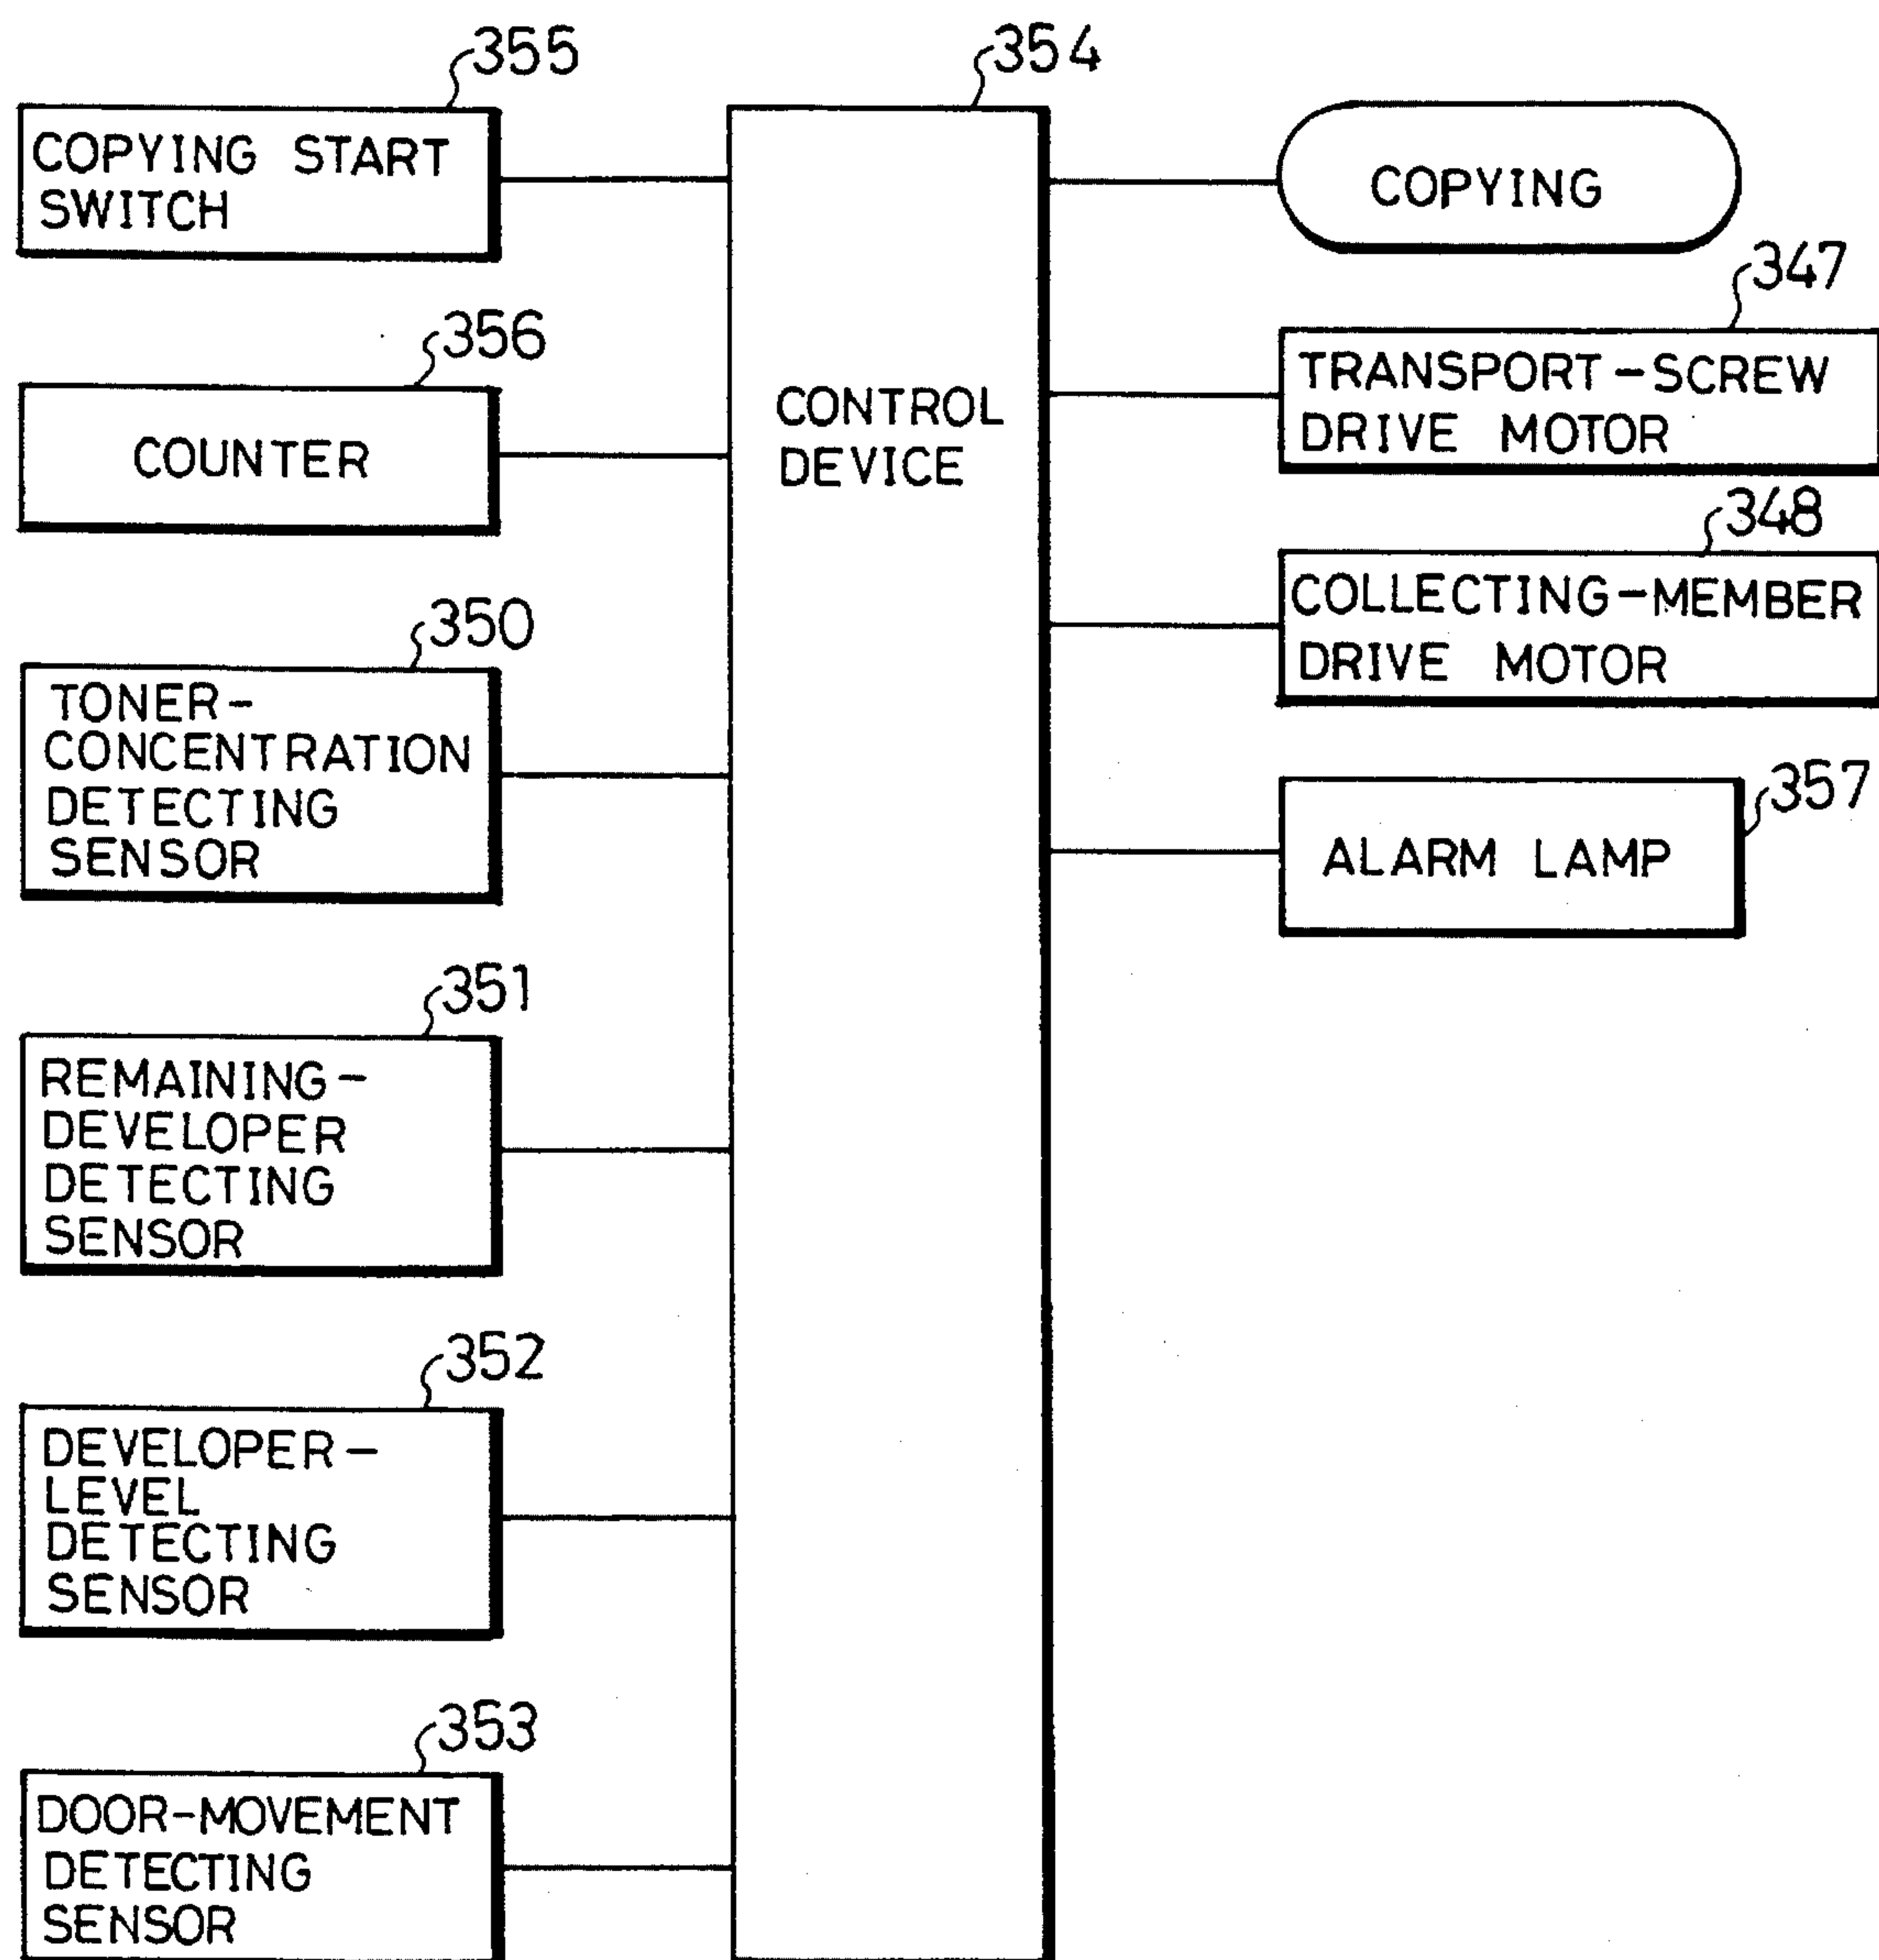 355
COPYING START
SWITCH
356
COUNTER
350
TONER-
CONCENTRATION
DETECTING
SENSOR
351
REMAINING-
DEVELOPER
DETECTING
SENSOR
352
DEVELOPER-
LEVEL
DETECTING
SENSOR
353
DOOR-MOVEMENT
DETECTING
SENSOR
354
CONTROL
DEVICE
COPYING
347
TRANSPORT-SCREW
DRIVE MOTOR
348
COLLECTING-MEMBER
DRIVE MOTOR
357
ALARM LAMP